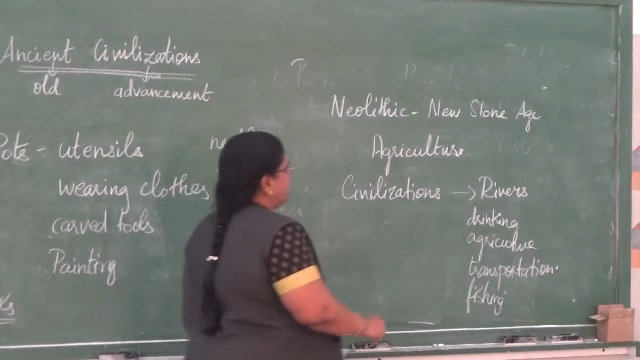 Ancient Civilizations
old advancement
Pots - utensils
wearing clothes
carved tools
Painting
Neolithic - New Stone Age
Agriculture
Civilizations → Rivers
drinking
agriculture
transportation.
fishing